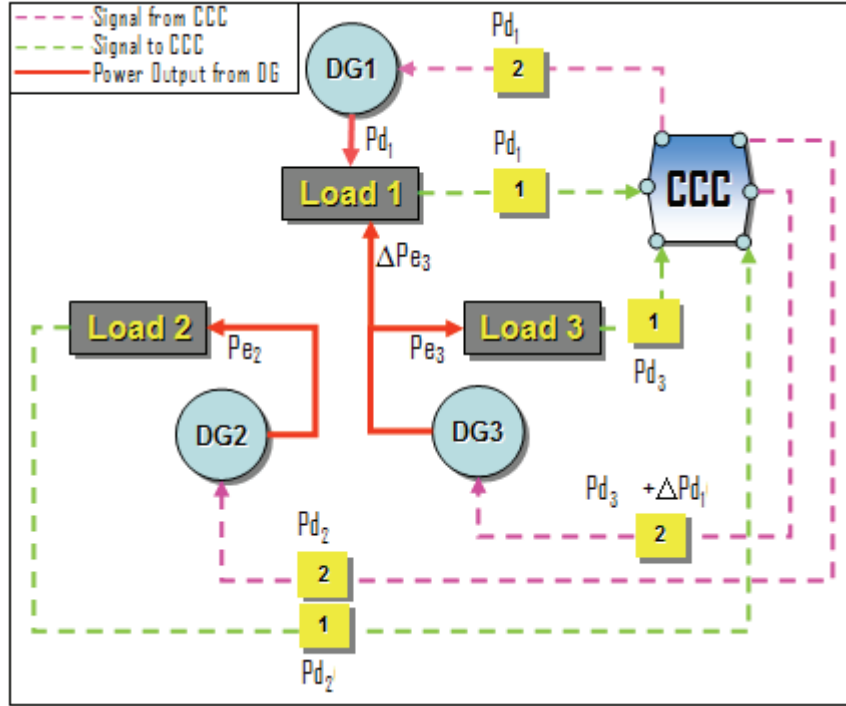 Signal from CCC
Signal to CCC
Power Output from DG
Pd₁
DG1
2
Pd₁
Pd₁
Load 1
1
CCC
ΔPe₃
Load 2
Pe₂
Pe₃
Load 3
1
Pd₃
DG2
DG3
Pd₃ +ΔPd₁
2
Pd₂
2
1
Pd₂